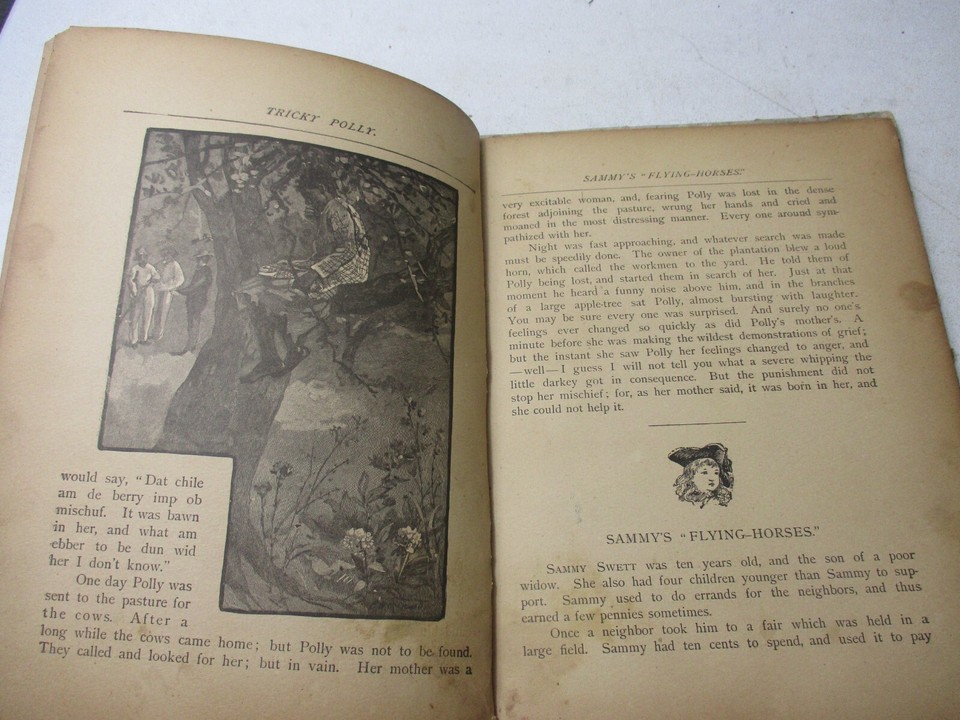 TRICKY POLLY.
would say, "Dat chile
am de berry imp ob
mischuf. It was bawn
in her, and what am
ebber to be dun wid
her I don't know."
One day Polly was
sent to the pasture for
the cows. After a
long while the cows came home; but Polly was not to be found.
They called and looked for her; but in vain. Her mother was a
SAMMY'S "FLYING-HORSES."
very excitable woman, and, fearing Polly was lost in the dense
forest adjoining the pasture, wrung her hands and cried and
moaned in the most distressing manner. Every one around sym-
pathized with her.
Night was fast approaching, and whatever search was made
must be speedily done. The owner of the plantation blew a loud
horn, which called the workmen to the yard. He told them of
Polly being lost, and started them in search of her. Just at that
moment he heard a funny noise above him, and in the branches
of a large apple-tree sat Polly, almost bursting with laughter.
You may be sure every one was surprised. And surely no one's
feelings ever changed so quickly as did Polly's mother's. A
minute before she was making the wildest demonstrations of grief;
but the instant she saw Polly her feelings changed to anger, and
—well—I guess I will not tell you what a severe whipping the
little darkey got in consequence. But the punishment did not
stop her mischief; for, as her mother said, it was born in her, and
she could not help it.
SAMMY'S "FLYING-HORSES."
SAMMY SWETT was ten years old, and the son of a poor
widow. She also had four children younger than Sammy to sup-
port. Sammy used to do errands for the neighbors, and thus
earned a few pennies sometimes.
Once a neighbor took him to a fair which was held in a
large field. Sammy had ten cents to spend, and used it to pay